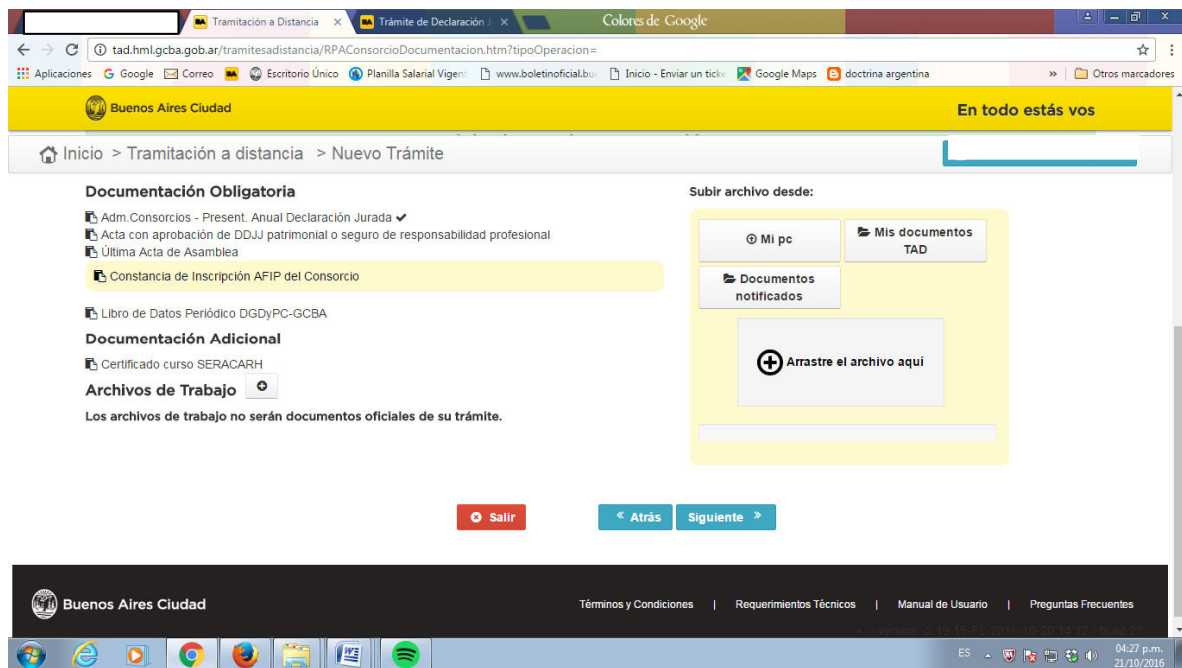 Tramitación a Distancia
Trámite de Declaración J
Colores de Google
tad.hml.gcba.gob.ar/tramitesadistancia/RPAConsorcioDocumentacion.htm?tipoOperacion=
Aplicaciones G Google Correo Escritorio Único Planilla Salarial Vigent www.boletinoficial.bu Inicio - Enviar un ticke Google Maps doctrina argentina » Otros marcadores
Buenos Aires Ciudad
En todo estás vos
Inicio > Tramitación a distancia > Nuevo Trámite
Documentación Obligatoria
Adm.Consorcios - Present. Anual Declaración Jurada
Acta con aprobación de DDJJ patrimonial o seguro de responsabilidad profesional
Última Acta de Asamblea
Constancia de Inscripción AFIP del Consorcio
Libro de Datos Periódico DGDyPC-GCBA
Documentación Adicional
Certificado curso SERACARH
Archivos de Trabajo
Los archivos de trabajo no serán documentos oficiales de su trámite.
Subir archivo desde:
Mi pc
Mis documentos
TAD
Documentos
notificados
Arrastre el archivo aquí
Salir
« Atrás
Siguiente »
Buenos Aires Ciudad
Términos y Condiciones | Requerimientos Técnicos | Manual de Usuario | Preguntas Frecuentes
ES
04:27 p.m.
21/10/2016